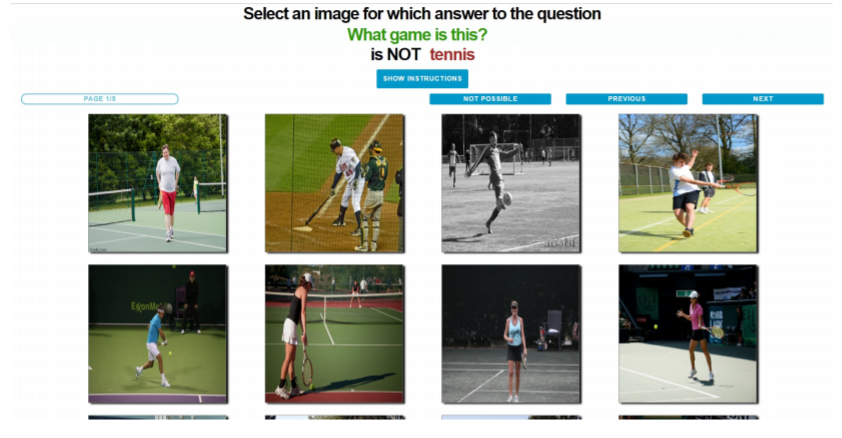 Select an image for which answer to the question
What game is this?
is NOT tennis
SHOW INSTRUCTIONS
PAGE 1/5
NOT POSSIBLE
PREVIOUS
NEXT